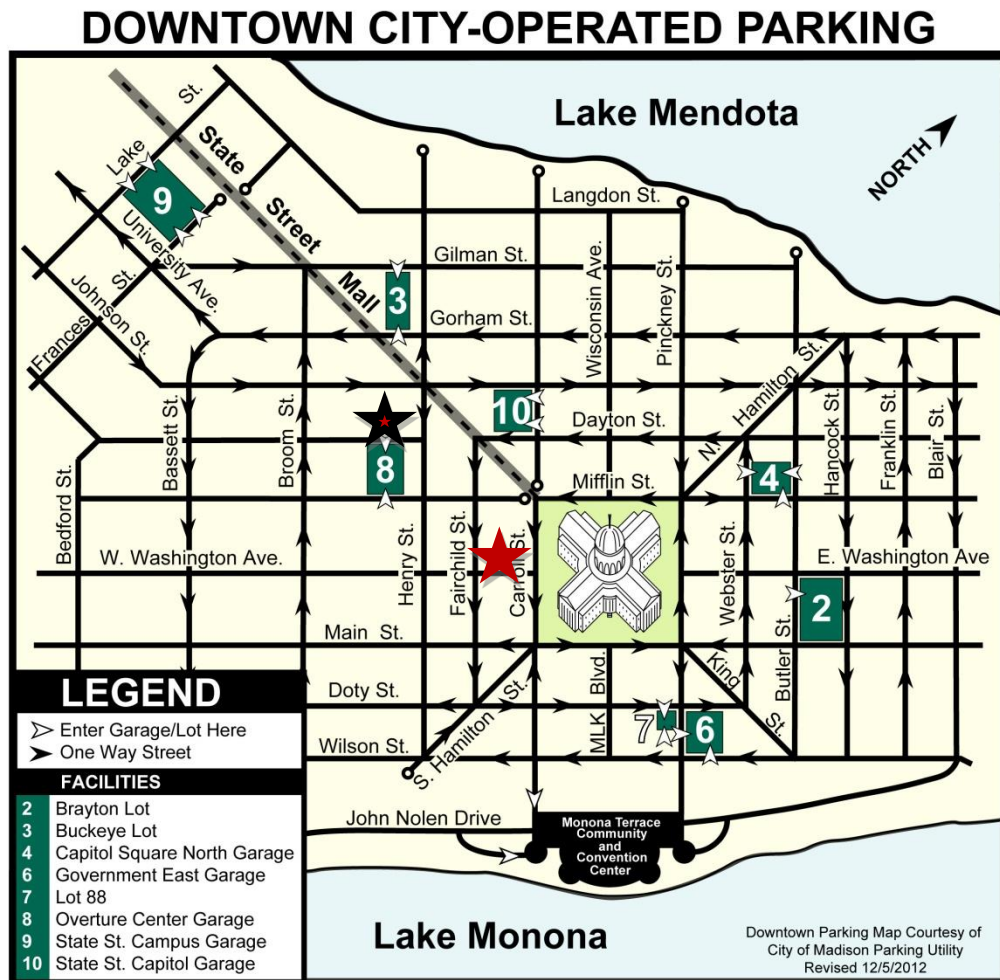 DOWNTOWN CITY-OPERATED PARKING
Lake Mendota
NORTH
St.
Lake
State
Street
Mall
Langdon St.
9
University Ave.
Gilman St.
Wisconsin Ave.
Pinckney St.
3
Johnson St.
Frances
St.
Gorham St.
N. Hamilton St.
Bassett St.
Broom St.
10
Dayton St.
Hancock St.
Franklin St.
Blair St.
8
Mifflin St.
4
Bedford St.
W. Washington Ave.
Henry St.
Fairchild St.
Carroll St.
Webster St.
E. Washington Ave
2
Main St.
Butler St.
Doty St.
S. Hamilton St.
MLK Blvd.
King St.
7
6
Wilson St.
John Nolen Drive
Monona Terrace
Community
and
Convention
Center
LEGEND
Enter Garage/Lot Here
One Way Street
FACILITIES
2 Brayton Lot
3 Buckeye Lot
4 Capitol Square North Garage
6 Government East Garage
7 Lot 88
8 Overture Center Garage
9 State St. Campus Garage
10 State St. Capitol Garage
Lake Monona
Downtown Parking Map Courtesy of
City of Madison Parking Utility
Revised 12/5/2012